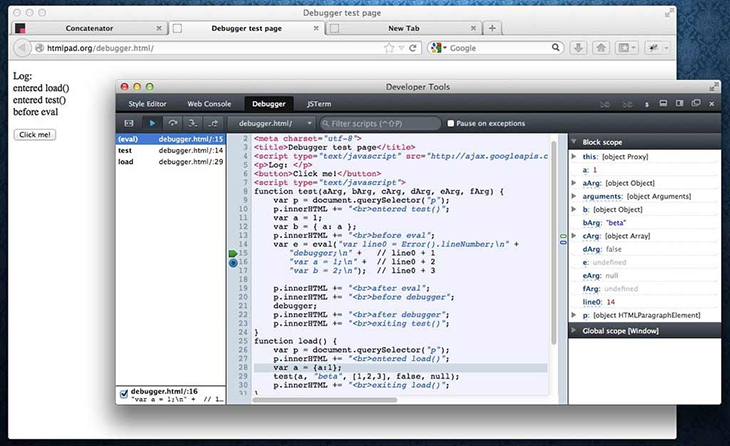 Debugger test page
Concatenator
Debugger test page
New Tab
htmlpad.org/debugger.html/
Google
Log:
entered load()
entered test()
before eval
Click me!
Developer Tools
Style Editor Web Console Debugger JSTerm
debugger.html/ Filter scripts (⌃⇧P) Pause on exceptions
(eval) debugger.html/:15
test debugger.html/:14
load debugger.html/:29
2 <meta charset="utf-8">
3 <title>Debugger test page</title>
4 <script type="text/javascript" src="http://ajax.googleapis.c
5 <p>Log: </p>
6 <button>Click me!</button>
7 <script type="text/javascript">
8 function test(aArg, bArg, cArg, dArg, eArg, fArg) {
9 var p = document.querySelector("p");
10 p.innerHTML += "<br>entered test()";
11 var a = 1;
12 var b = { a: a };
13 p.innerHTML += "<br>before eval";
14 var e = eval("var line0 = Error().lineNumber;\n" +
15 "debugger;\n" + // line0 + 1
16 "var a = 1;\n" + // line0 + 2
17 "var b = 2;\n"); // line0 + 3
18
19 p.innerHTML += "<br>after eval";
20 p.innerHTML += "<br>before debugger";
21 debugger;
22 p.innerHTML += "<br>after debugger";
23 p.innerHTML += "<br>exiting test()";
24 }
25 function load() {
26 var p = document.querySelector("p");
27 p.innerHTML += "<br>entered load()";
28 var a = {a:1};
29 test(a, "beta", [1,2,3], false, null);
30 p.innerHTML += "<br>exiting load()";
31 }
debugger.html/:16
"var a = 1;\n" + // l…
Block scope
this: [object Proxy]
a: 1
aArg: [object Object]
arguments: [object Arguments]
b: [object Object]
bArg: "beta"
cArg: [object Array]
dArg: false
e: undefined
eArg: null
fArg: undefined
line0: 14
p: [object HTMLParagraphElement]
Global scope [Window]